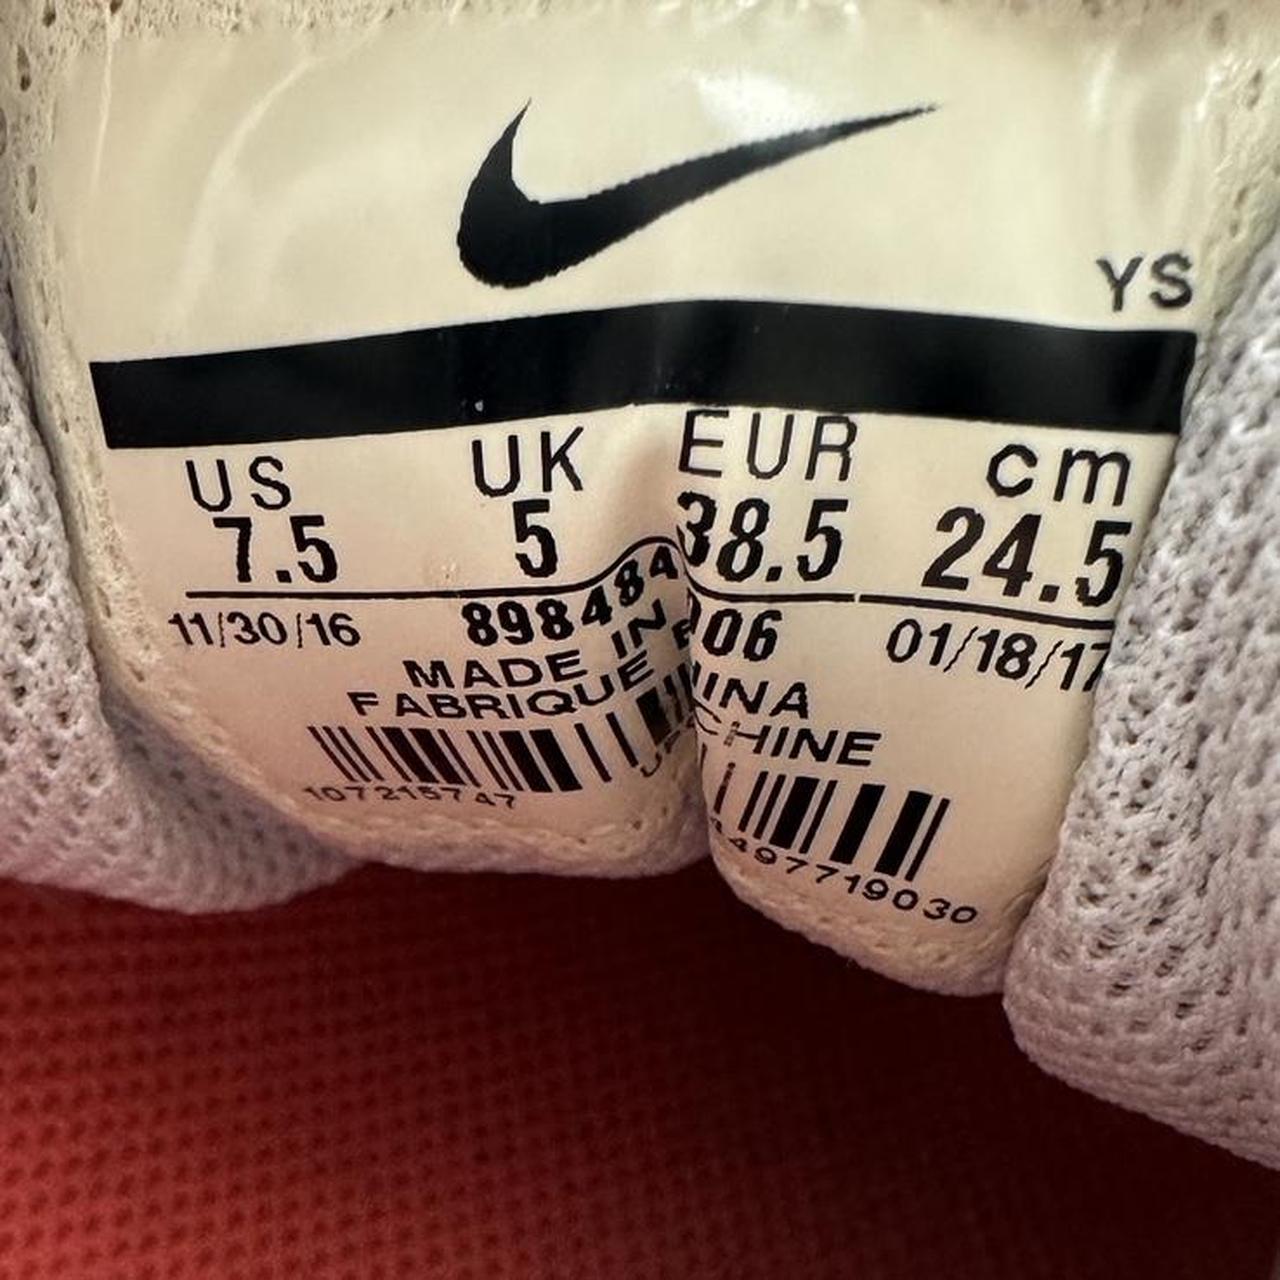 YS
US UK EUR cm
7.5 5 38.5 24.5
11/30/16 898484 06 01/18/17
MADE IN
FABRIQUE CHINE
107215747 497719030